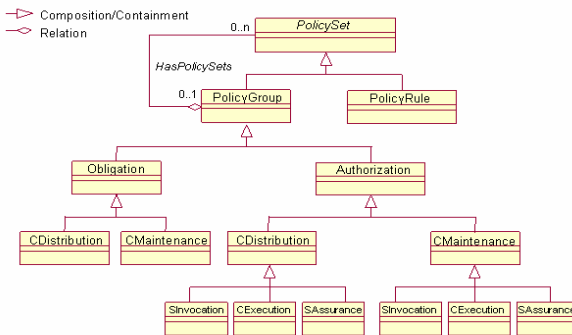 Composition/Containment
Relation
PolicySet
0..n
HasPolicySets
0..1
PolicyGroup
PolicyRule
Obligation
Authorization
CDistribution
CMaintenance
CDistribution
CMaintenance
SInvocation
CExecution
SAssurance
SInvocation
CExecution
SAssurance